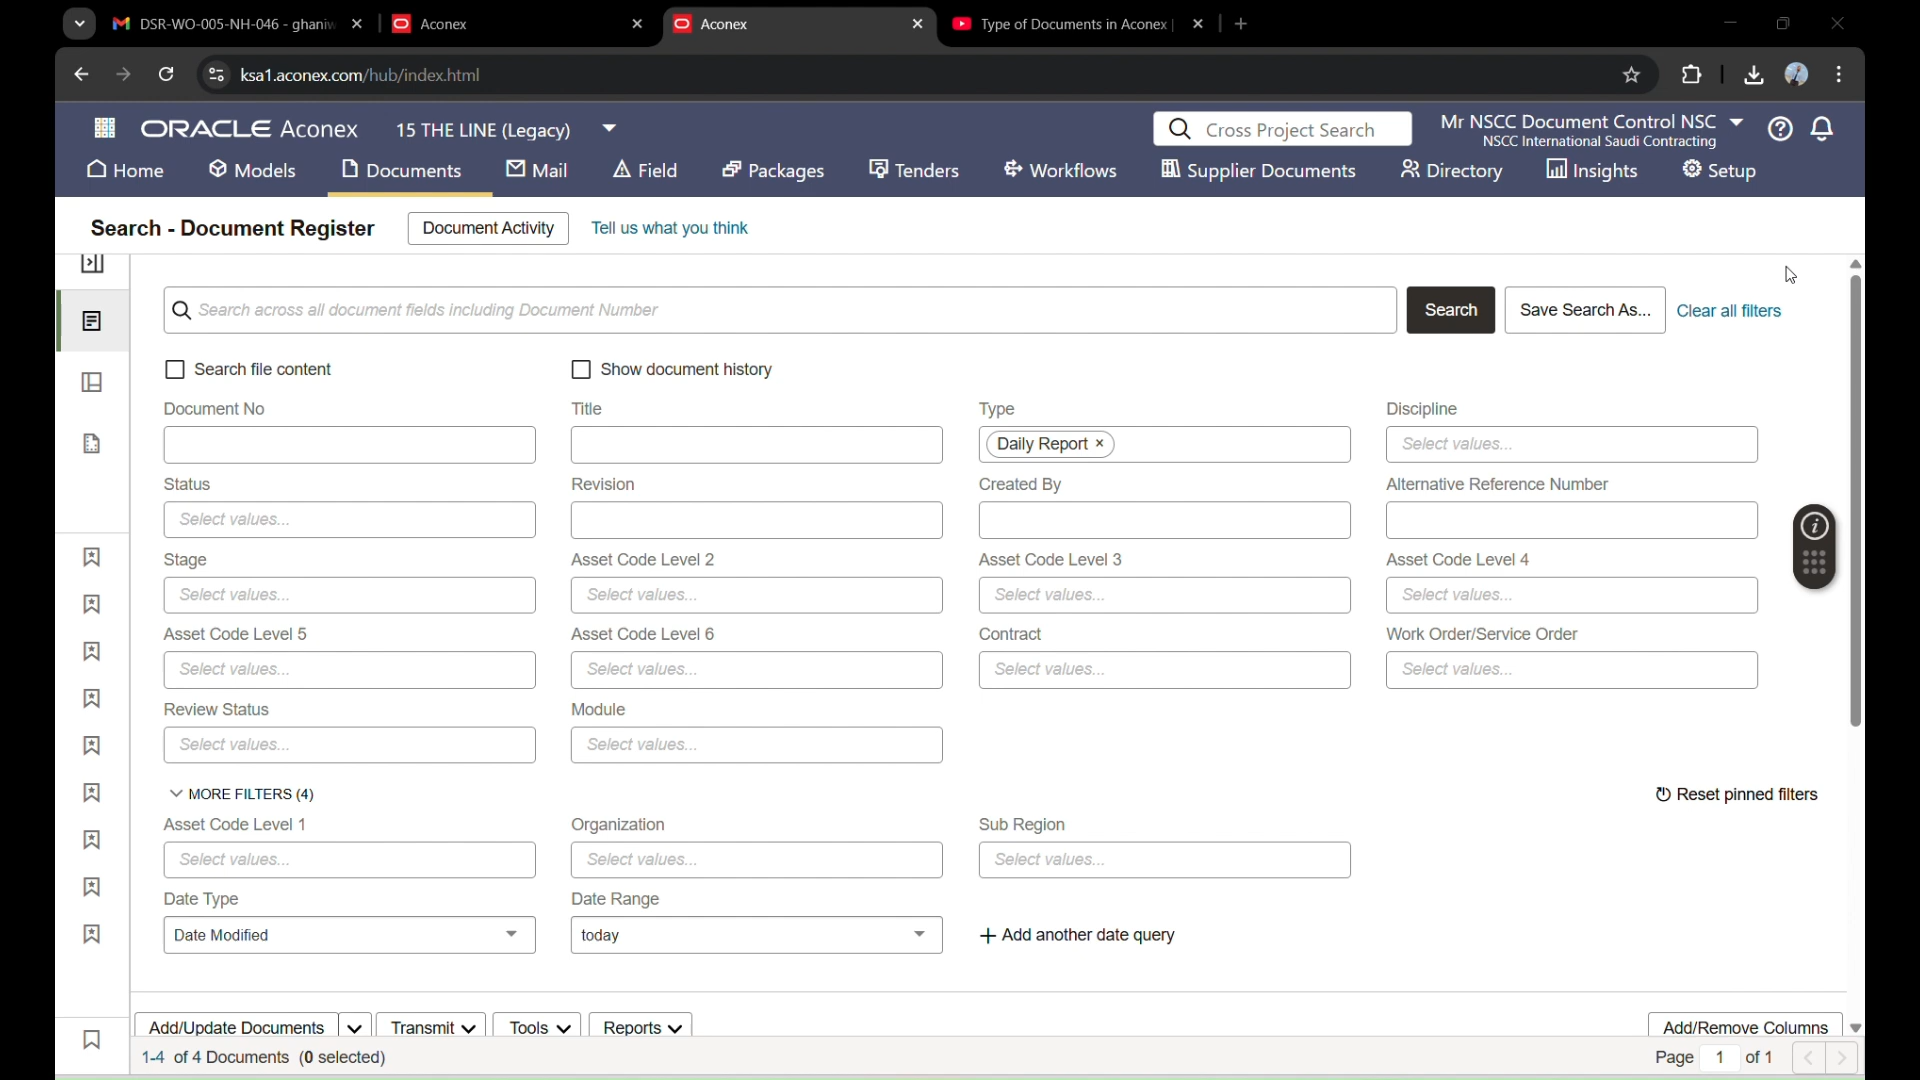 DSR-WO-005-NH-046 - ghaniw
Aconex
Aconex
Type of Documents in Aconex |
ksa1.aconex.com/hub/index.html
ORACLE Aconex
15 THE LINE (Legacy)
Cross Project Search
Mr NSCC Document Control NSC
NSCC International Saudi Contracting
Home
Models
Documents
Mail
Field
Packages
Tenders
Workflows
Supplier Documents
Directory
Insights
Setup
Search - Document Register
Document Activity
Tell us what you think
Search across all document fields including Document Number
Search
Save Search As...
Clear all filters
Search file content
Show document history
Document No
Title
Type
Discipline
Daily Report ×
Select values...
Status
Revision
Created By
Alternative Reference Number
Select values...
Stage
Asset Code Level 2
Asset Code Level 3
Asset Code Level 4
Select values...
Select values...
Select values...
Select values...
Asset Code Level 5
Asset Code Level 6
Contract
Work Order/Service Order
Select values...
Select values...
Select values...
Select values...
Review Status
Module
Select values...
Select values...
MORE FILTERS (4)
Reset pinned filters
Asset Code Level 1
Organization
Sub Region
Select values...
Select values...
Select values...
Date Type
Date Range
Date Modified
today
+ Add another date query
Add/Update Documents
Transmit
Tools
Reports
Add/Remove Columns
1-4 of 4 Documents (0 selected)
Page 1 of 1